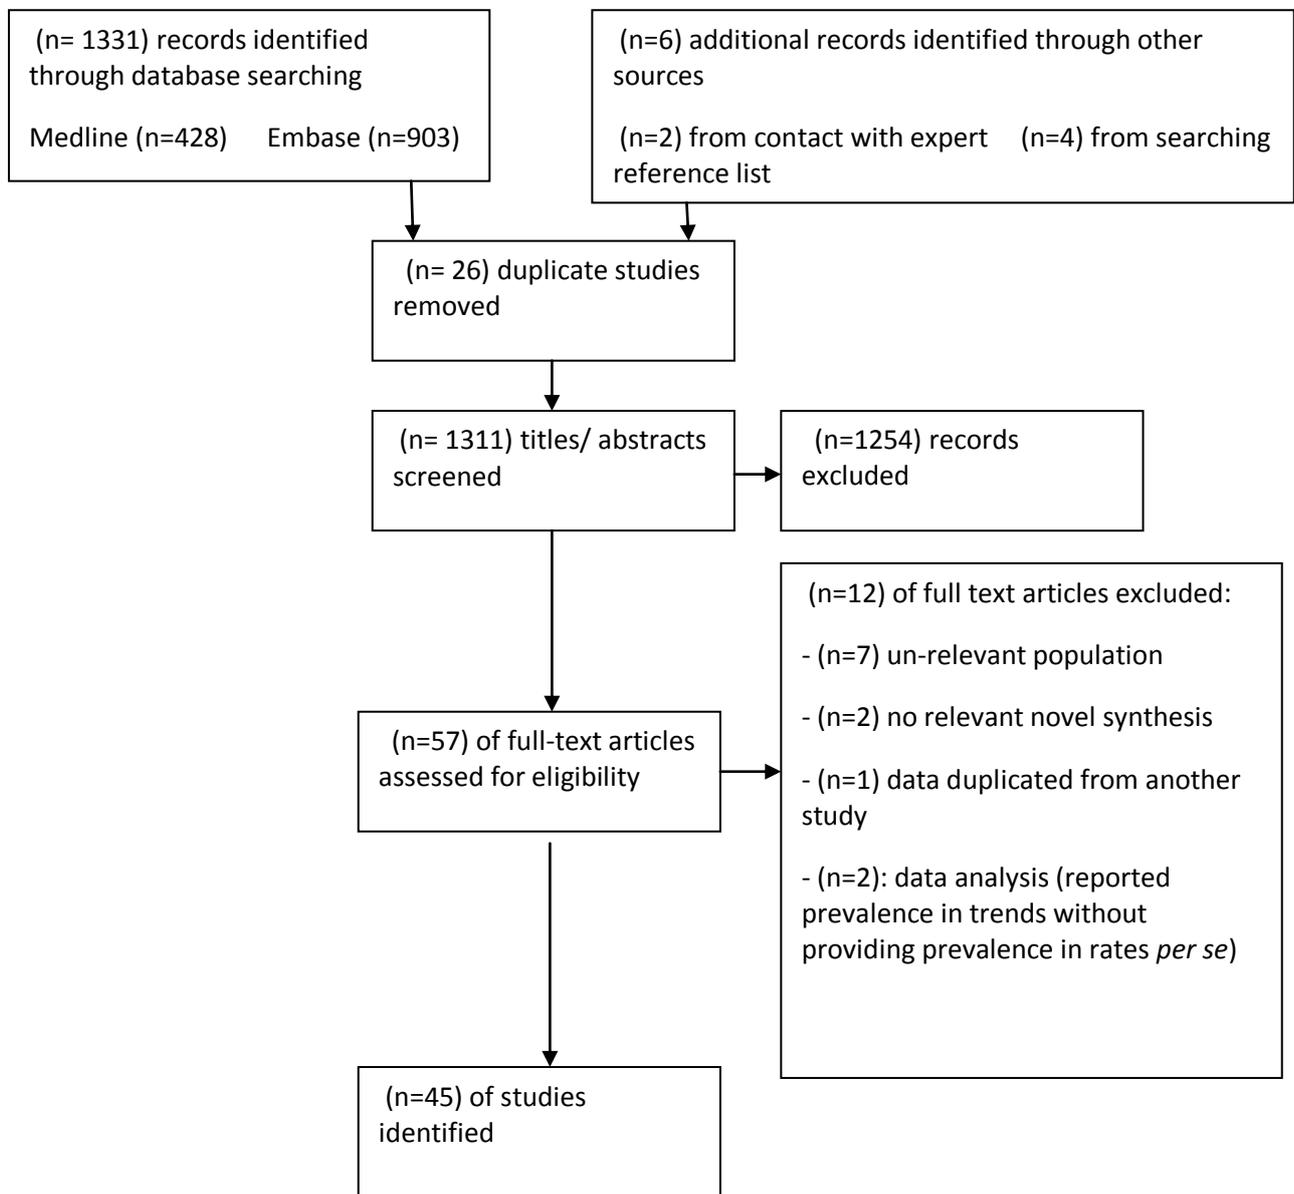 (n= 1331) records identified
through database searching
Medline (n=428) Embase (n=903)
(n=6) additional records identified through other
sources
(n=2) from contact with expert (n=4) from searching
reference list
(n= 26) duplicate studies
removed
(n= 1311) titles/ abstracts
screened
(n=1254) records
excluded
(n=12) of full text articles excluded:
- (n=7) un-relevant population
- (n=2) no relevant novel synthesis
- (n=1) data duplicated from another
study
- (n=2): data analysis (reported
prevalence in trends without
providing prevalence in rates per se)
(n=57) of full-text articles
assessed for eligibility
(n=45) of studies
identified